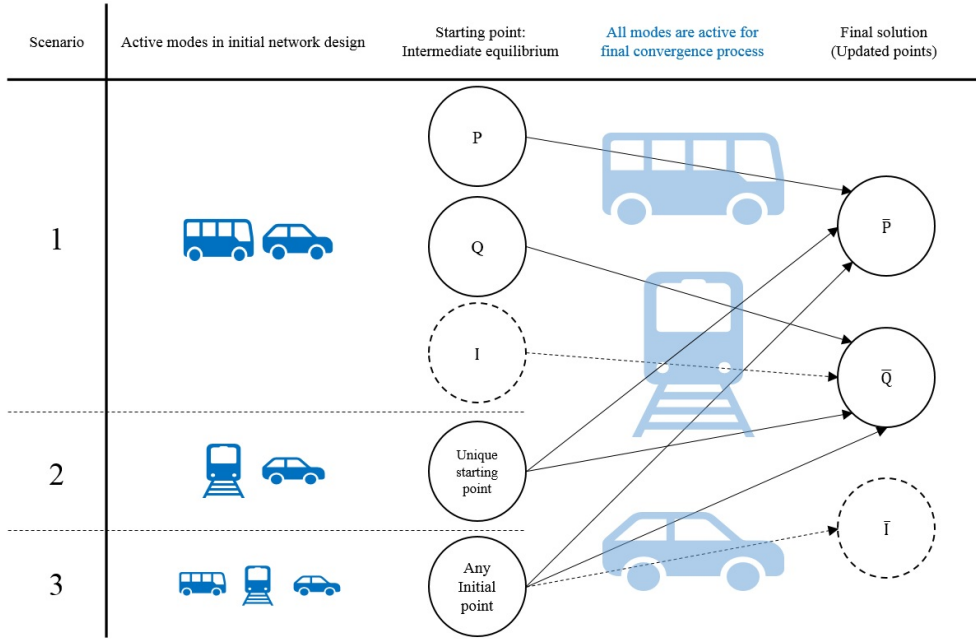 Scenario
Active modes in initial network design
Starting point:
Intermediate equilibrium
All modes are active for
final convergence process
Final solution
(Updated points)
1
P
Q
I
P̅
Q̅
I̅
2
Unique
starting
point
3
Any
Initial
point